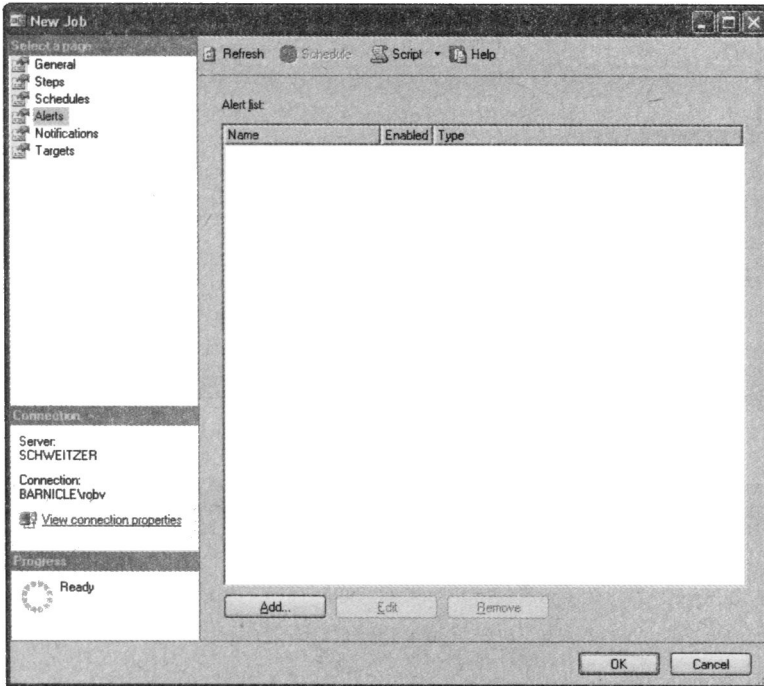 New Job
Select a page
General
Steps
Schedules
Alerts
Notifications
Targets
Refresh Schedule Script Help
Alert list:
Name Enabled Type
Connection
Server:
SCHWEITZER
Connection:
BARNICLE\robv
View connection properties
Progress
Ready
Add... Edit Remove
OK Cancel